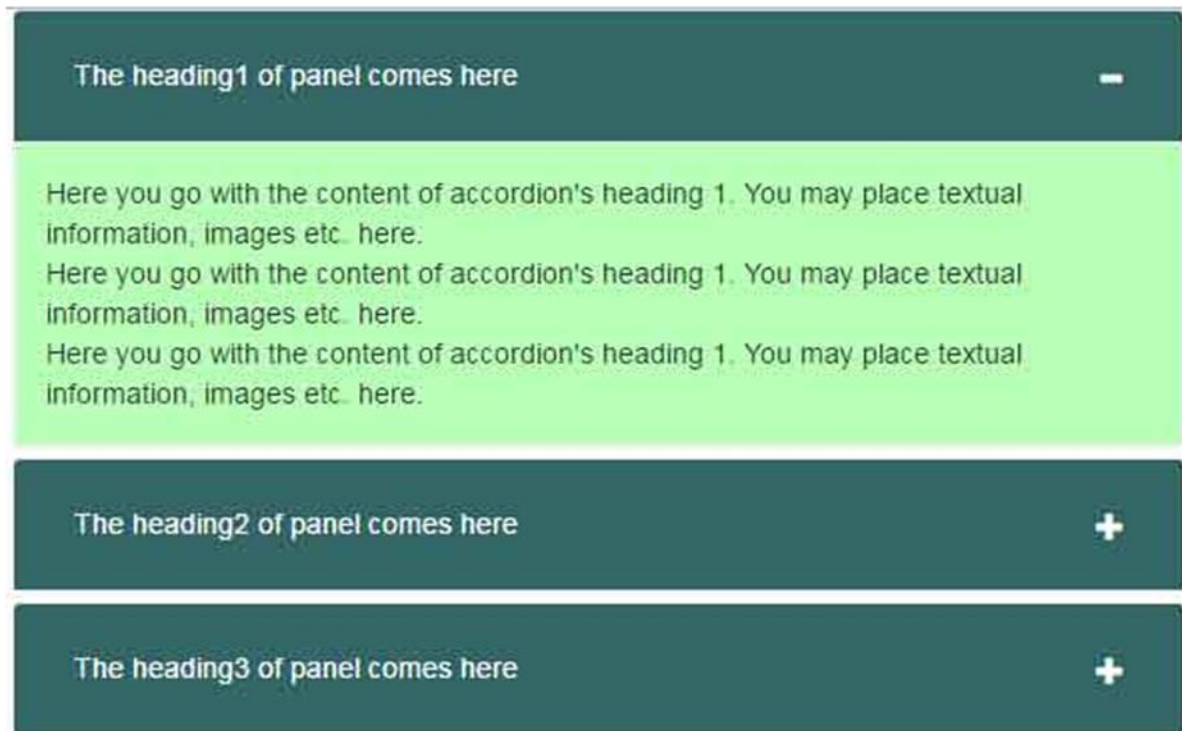 The heading1 of panel comes here
Here you go with the content of accordion's heading 1. You may place textual
information, images etc. here.
Here you go with the content of accordion's heading 1. You may place textual
information, images etc. here.
Here you go with the content of accordion's heading 1. You may place textual
information, images etc. here.
The heading2 of panel comes here
The heading3 of panel comes here